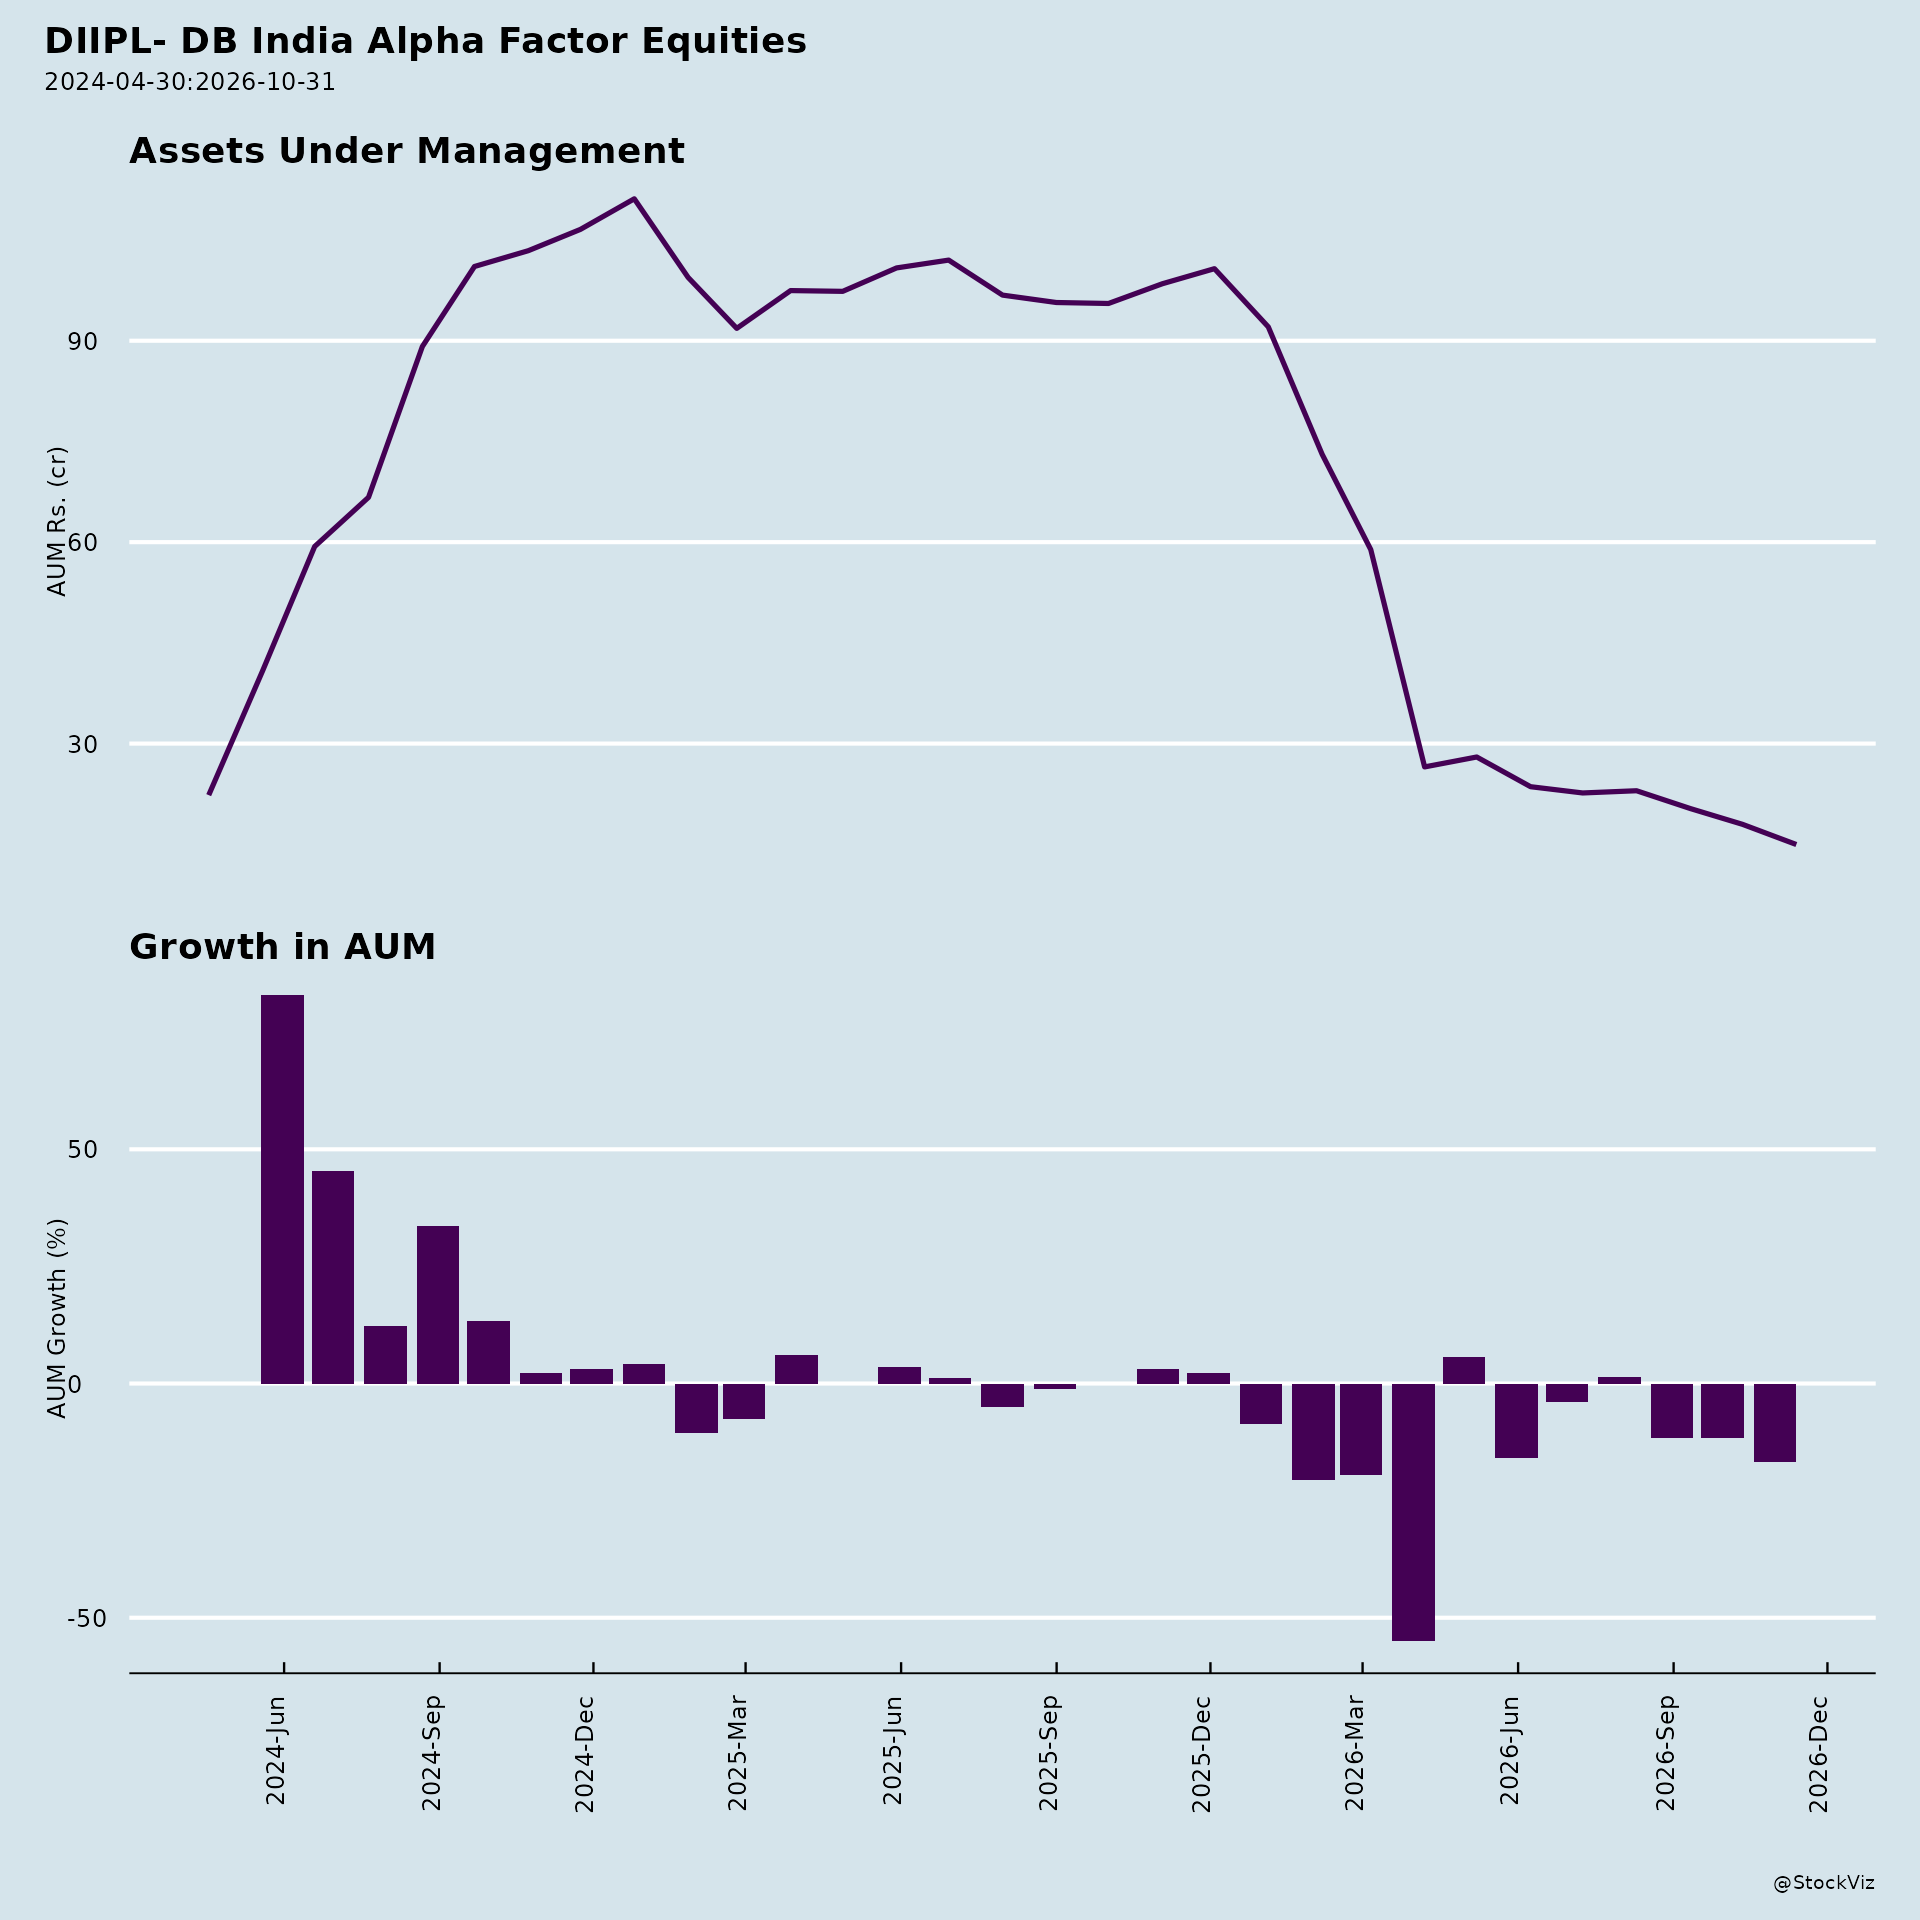 DIIPL- DB India Alpha Factor Equities
2024-04-30:2026-10-31
Assets Under Management
AUM Rs. (cr)
90
60
30
Growth in AUM
AUM Growth (%)
50
0
-50
2024-Jun
2024-Sep
2024-Dec
2025-Mar
2025-Jun
2025-Sep
2025-Dec
2026-Mar
2026-Jun
2026-Sep
2026-Dec
@StockViz